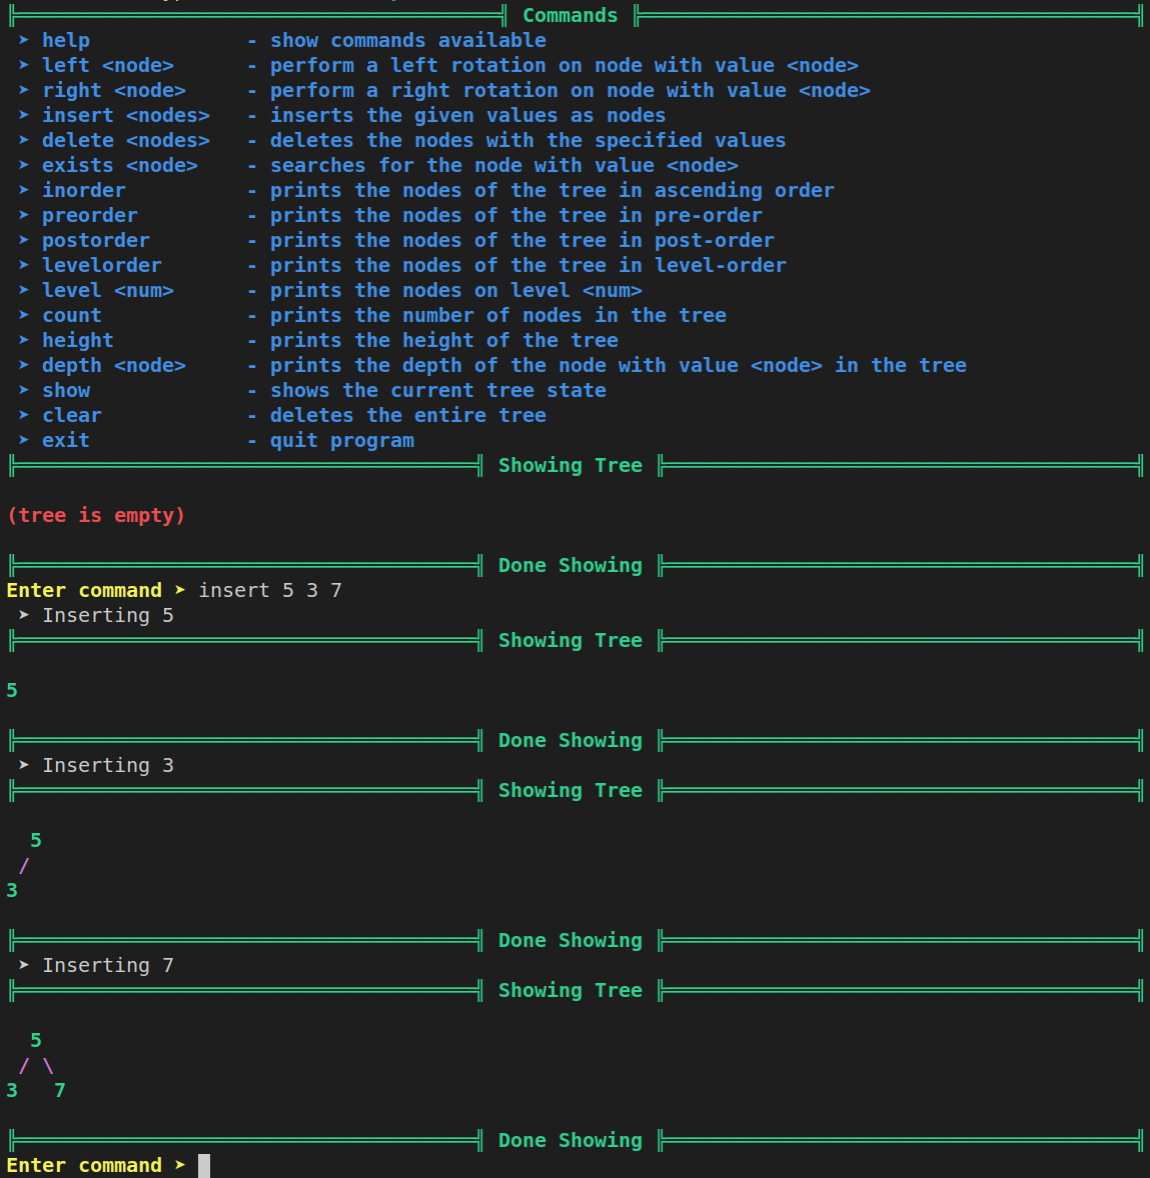 Commands
➤ help - show commands available
➤ left <node> - perform a left rotation on node with value <node>
➤ right <node> - perform a right rotation on node with value <node>
➤ insert <nodes> - inserts the given values as nodes
➤ delete <nodes> - deletes the nodes with the specified values
➤ exists <node> - searches for the node with value <node>
➤ inorder - prints the nodes of the tree in ascending order
➤ preorder - prints the nodes of the tree in pre-order
➤ postorder - prints the nodes of the tree in post-order
➤ levelorder - prints the nodes of the tree in level-order
➤ level <num> - prints the nodes on level <num>
➤ count - prints the number of nodes in the tree
➤ height - prints the height of the tree
➤ depth <node> - prints the depth of the node with value <node> in the tree
➤ show - shows the current tree state
➤ clear - deletes the entire tree
➤ exit - quit program
Showing Tree
(tree is empty)
Done Showing
Enter command ➤ insert 5 3 7
➤ Inserting 5
Showing Tree
5
Done Showing
➤ Inserting 3
Showing Tree
5
/
3
Done Showing
➤ Inserting 7
Showing Tree
5
/ \
3 7
Done Showing
Enter command ➤